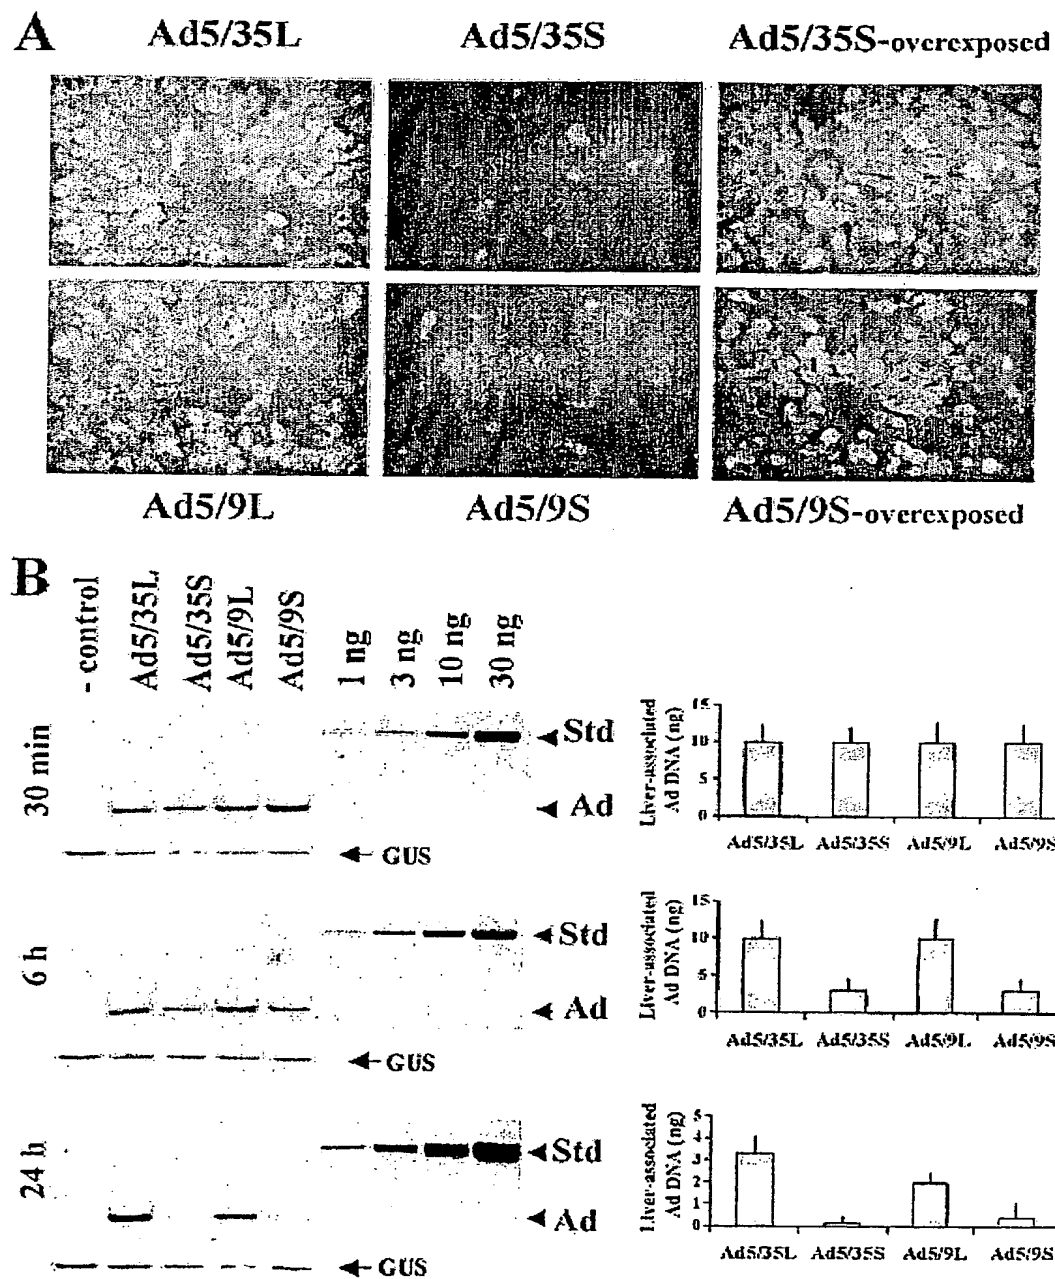 A
Ad5/35L Ad5/35S Ad5/35S-overexposed
Ad5/9L Ad5/9S Ad5/9S-overexposed
B
- control Ad5/35L Ad5/35S Ad5/9L Ad5/9S 1 ng 3 ng 10 ng 30 ng
30 min
Std
Ad
GUS
Liver-associated
Ad DNA (ng)
15
10
5
0
Ad5/35L Ad5/35S Ad5/9L Ad5/9S
6 h
Std
Ad
GUS
Liver-associated
Ad DNA (ng)
15
10
5
0
Ad5/35L Ad5/35S Ad5/9L Ad5/9S
24 h
Std
Ad
GUS
Liver-associated
Ad DNA (ng)
5
4
3
2
1
0
Ad5/35L Ad5/35S Ad5/9L Ad5/9S